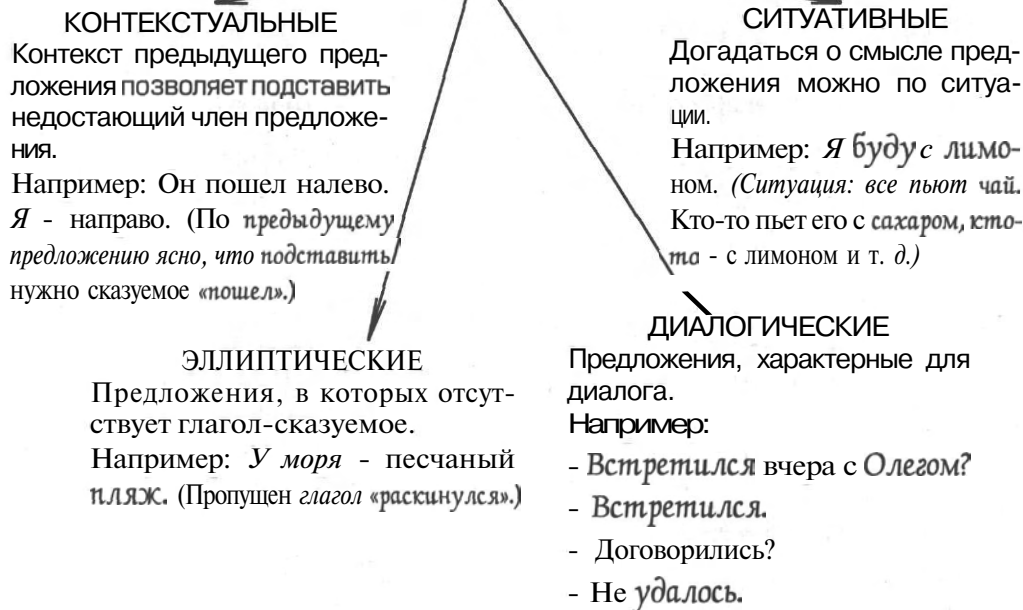 КОНТЕКСТУАЛЬНЫЕ
Контекст предыдущего пред-
ложения позволяет подставить
недостающий член предложе-
ния.
Например: Он пошел налево.
Я - направо. (По предыдущему
предложению ясно, что подставить
нужно сказуемое «пошел».)
СИТУАТИВНЫЕ
Догадаться о смысле пред-
ложения можно по ситуа-
ции.
Например: Я буду с лимо-
ном. (Ситуация: все пьют чай.
Кто-то пьет его с сахаром, кто-
та - с лимоном и т. д.)
ЭЛЛИПТИЧЕСКИЕ
Предложения, в которых отсут-
ствует глагол-сказуемое.
Например: У моря - песчаный
пляж. (Пропущен глагол «раскинулся».)
ДИАЛОГИЧЕСКИЕ
Предложения, характерные для
диалога.
Например:
- Встретился вчера с Олегом?
- Встретился.
- Договорились?
- Не удалось.